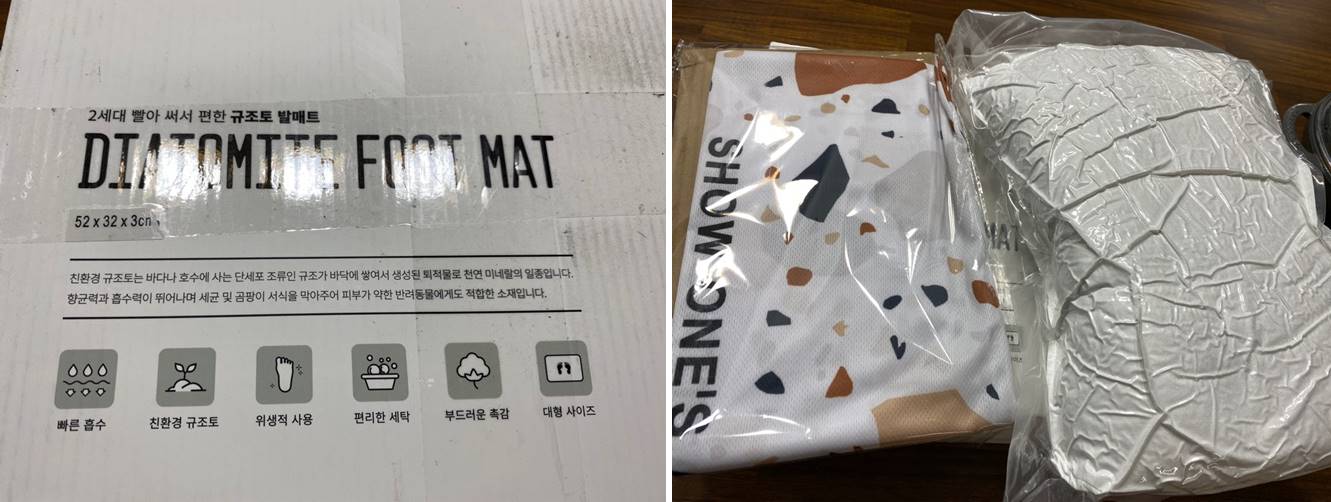 2세대 빨아 써서 편한 규조토 발매트
DIATOMITE FOOT MAT
52 x 32 x 3cm
친환경 규조토는 바다나 호수에 사는 단세포 조류인 규조가 바닥에 쌓여서 생성된 퇴적물로 천연 미네랄의 일종입니다.
향균력과 흡수력이 뛰어나며 세균 및 곰팡이 서식을 막아주어 피부가 약한 반려동물에게도 적합한 소재입니다.
빠른 흡수
친환경 규조토
위생적 사용
편리한 세탁
부드러운 촉감
대형 사이즈
SHOW ONE'S
MAT